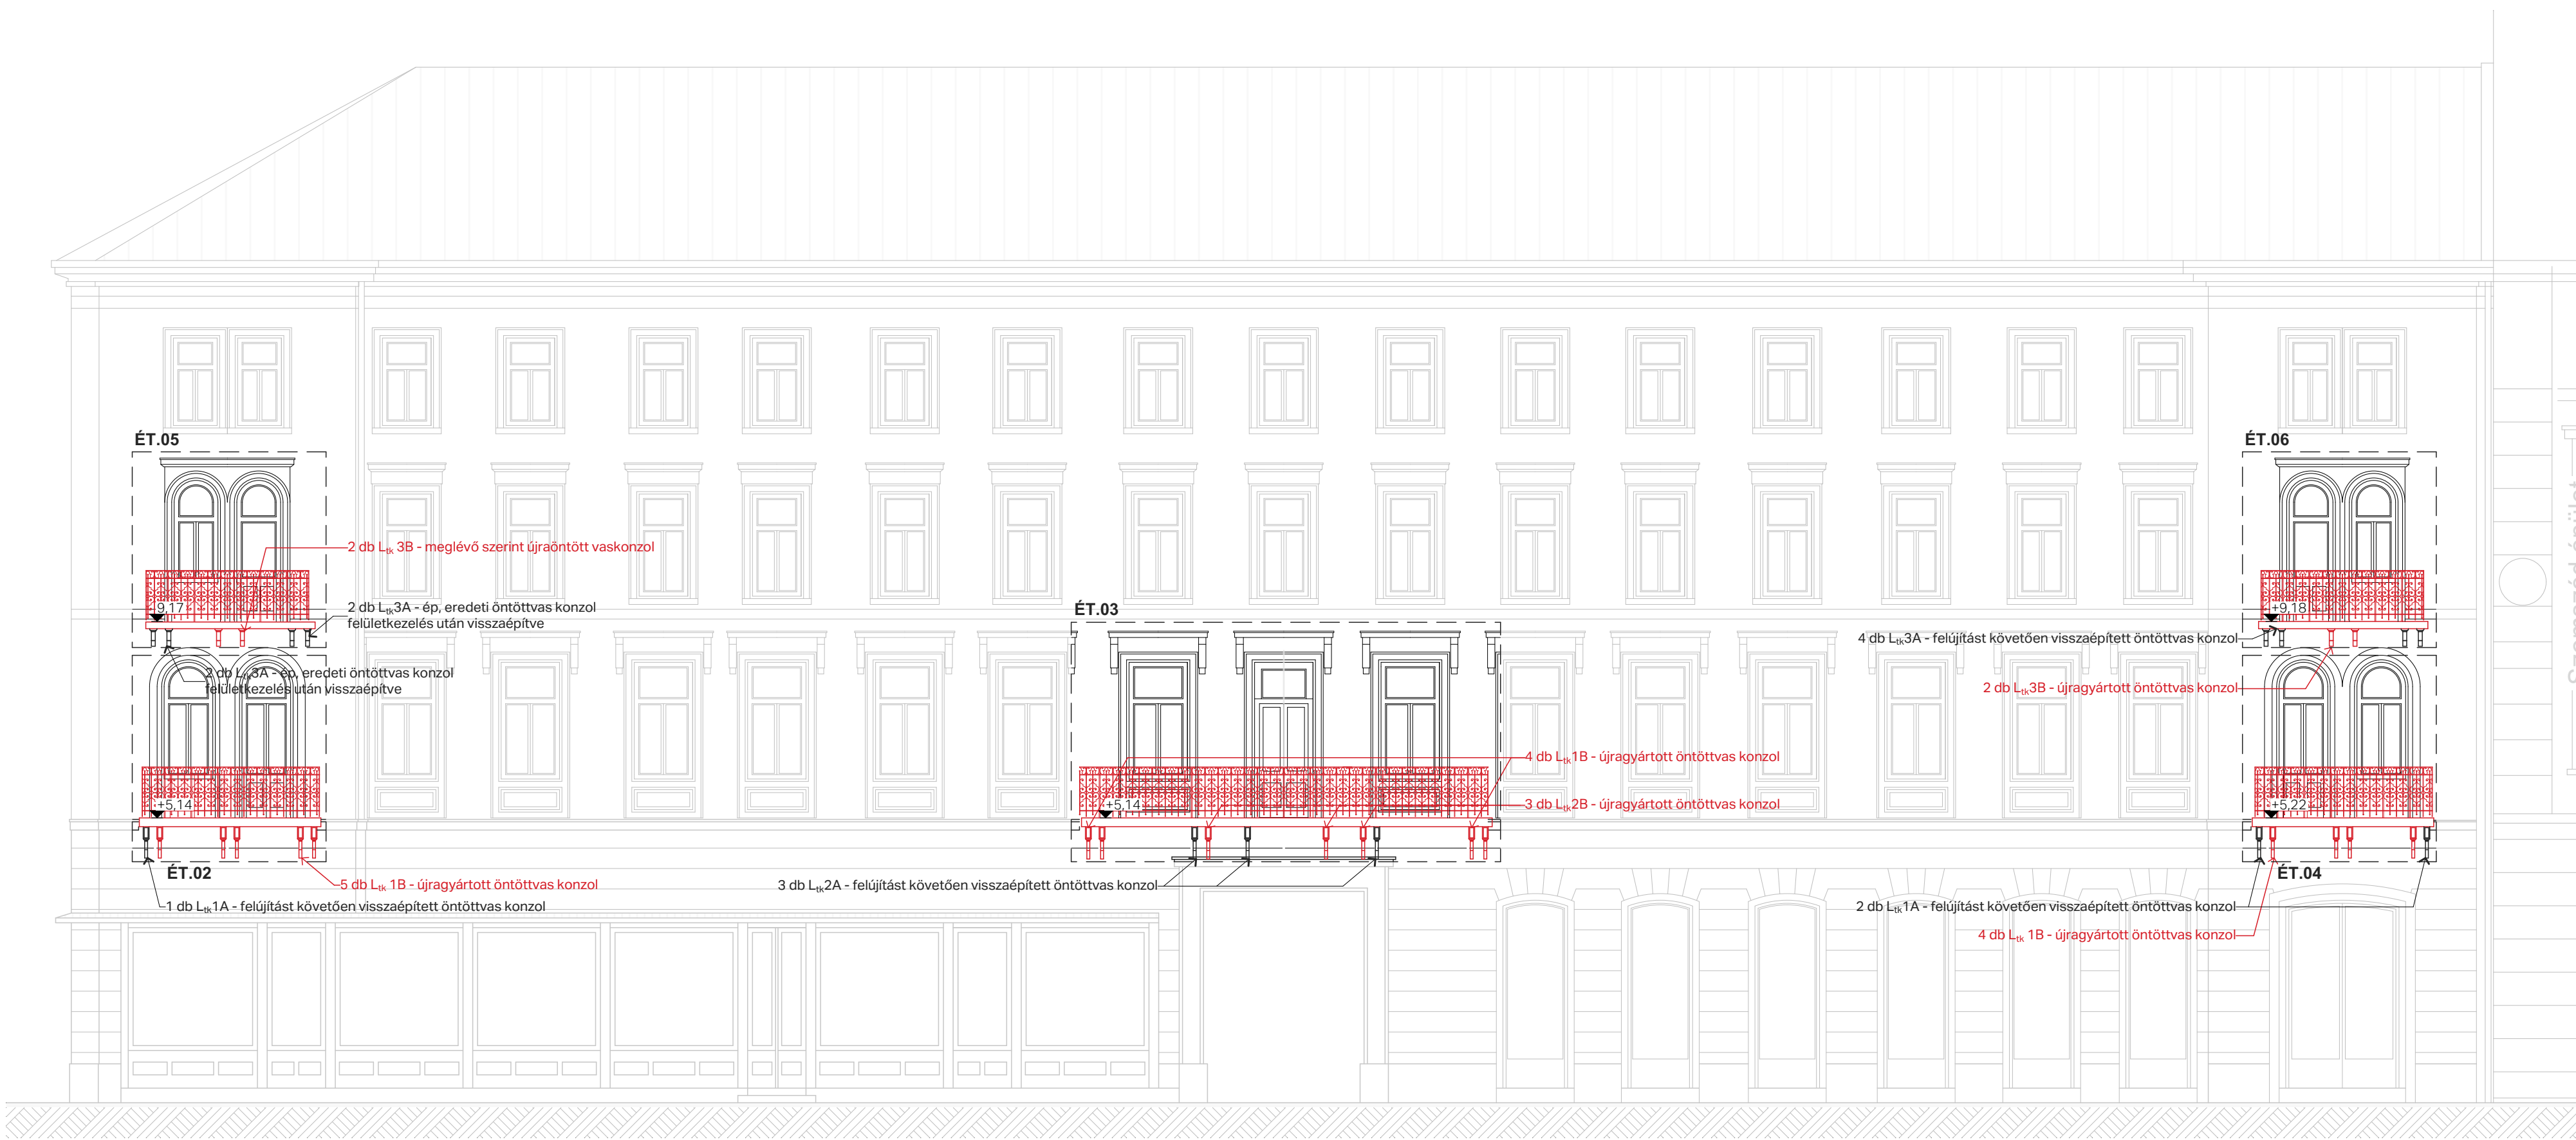 ÉT.05
ÉT.06
2 db Ltk 3B - meglévő szerint újraöntött vaskonzol
9,17
2 db Ltk3A - ép, eredeti öntöttvas konzol
felületkezelés után visszaépítve
ÉT.03
+9,18
4 db Ltk3A - felújítást követően visszaépített öntöttvas konzol
2 db Ltk3A - ép, eredeti öntöttvas konzol
felületkezelés után visszaépítve
2 db Ltk3B - újragyártott öntöttvas konzol
4 db Ltk1B - újragyártott öntöttvas konzol
+5,14
+5,14
3 db Ltk2B - újragyártott öntöttvas konzol
+5,22
ÉT.02
ÉT.04
5 db Ltk 1B - újragyártott öntöttvas konzol
3 db Ltk2A - felújítást követően visszaépített öntöttvas konzol
1 db Ltk1A - felújítást követően visszaépített öntöttvas konzol
2 db Ltk1A - felújítást követően visszaépített öntöttvas konzol
4 db Ltk 1B - újragyártott öntöttvas konzol